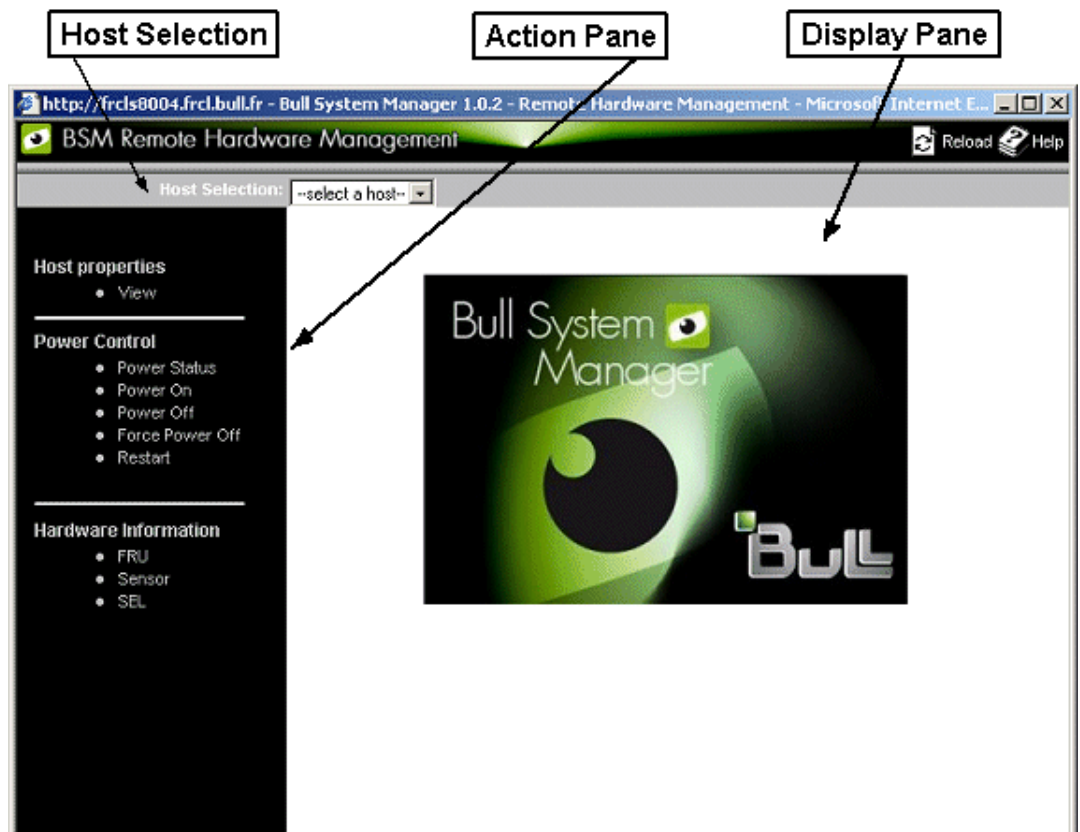 Host Selection
Action Pane
Display Pane
http://frcls8004.frcl.bull.fr - Bull System Manager 1.0.2 - Remote Hardware Management - Microsoft Internet E...
BSM Remote Hardware Management
Reload
Help
Host Selection:
--select a host--
Host properties
View
Power Control
Power Status
Power On
Power Off
Force Power Off
Restart
Hardware Information
FRU
Sensor
SEL
Bull System
Manager
Bull